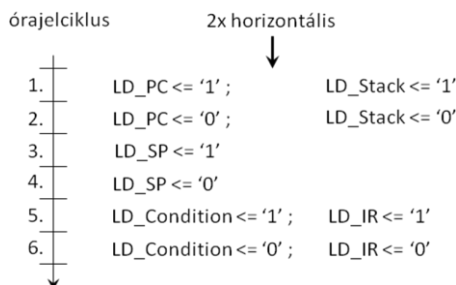 órajelciklus 2x horizontális
1. LD_PC <= ‘1’ ; LD_Stack <= ‘1’
2. LD_PC <= ‘0’ ; LD_Stack <= ‘0’
3. LD_SP <= ‘1’
4. LD_SP <= ‘0’
5. LD_Condition <= ‘1’ ; LD_IR <= ‘1’
6. LD_Condition <= ‘0’ ; LD_IR <= ‘0’